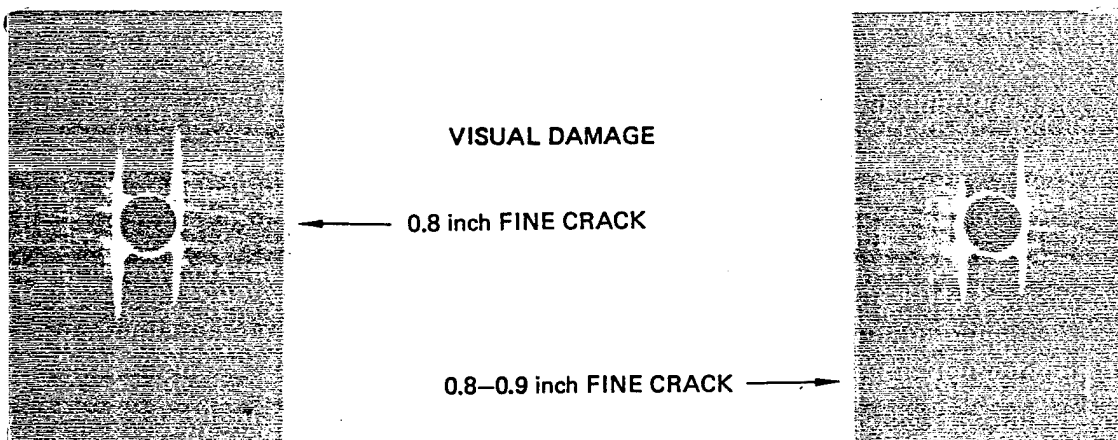 VISUAL DAMAGE
0.8 inch FINE CRACK
0.8–0.9 inch FINE CRACK